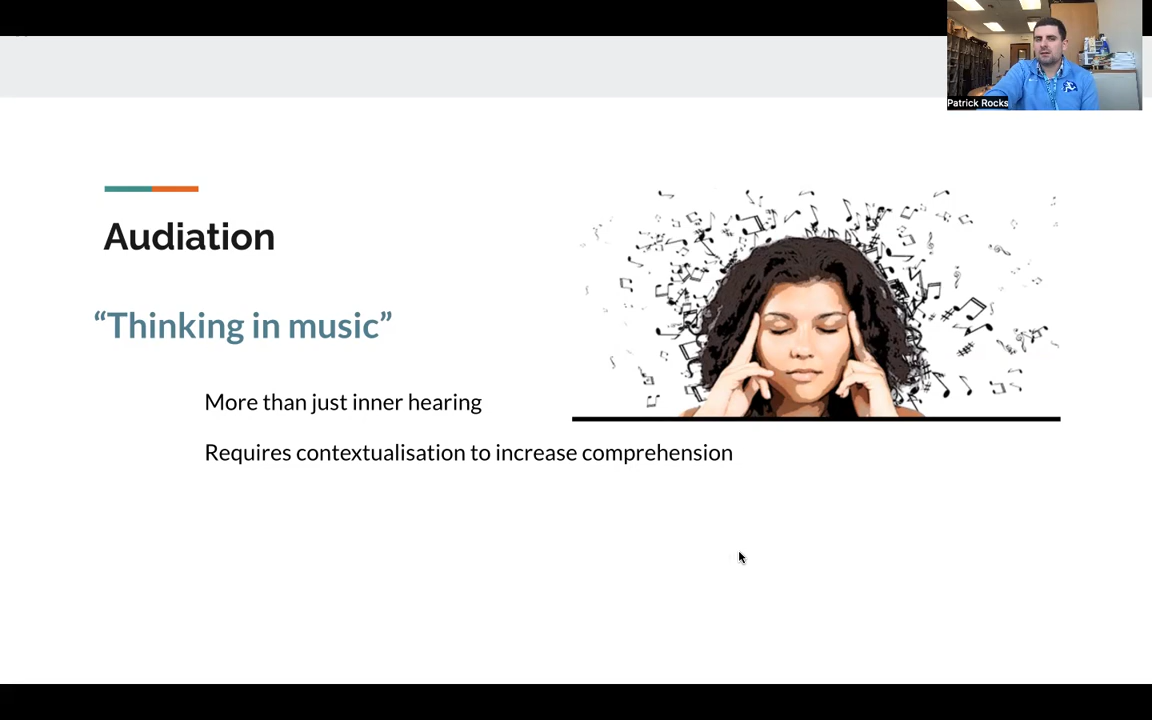 Patrick Rocks
Audiation
“Thinking in music”
More than just inner hearing
Requires contextualisation to increase comprehension